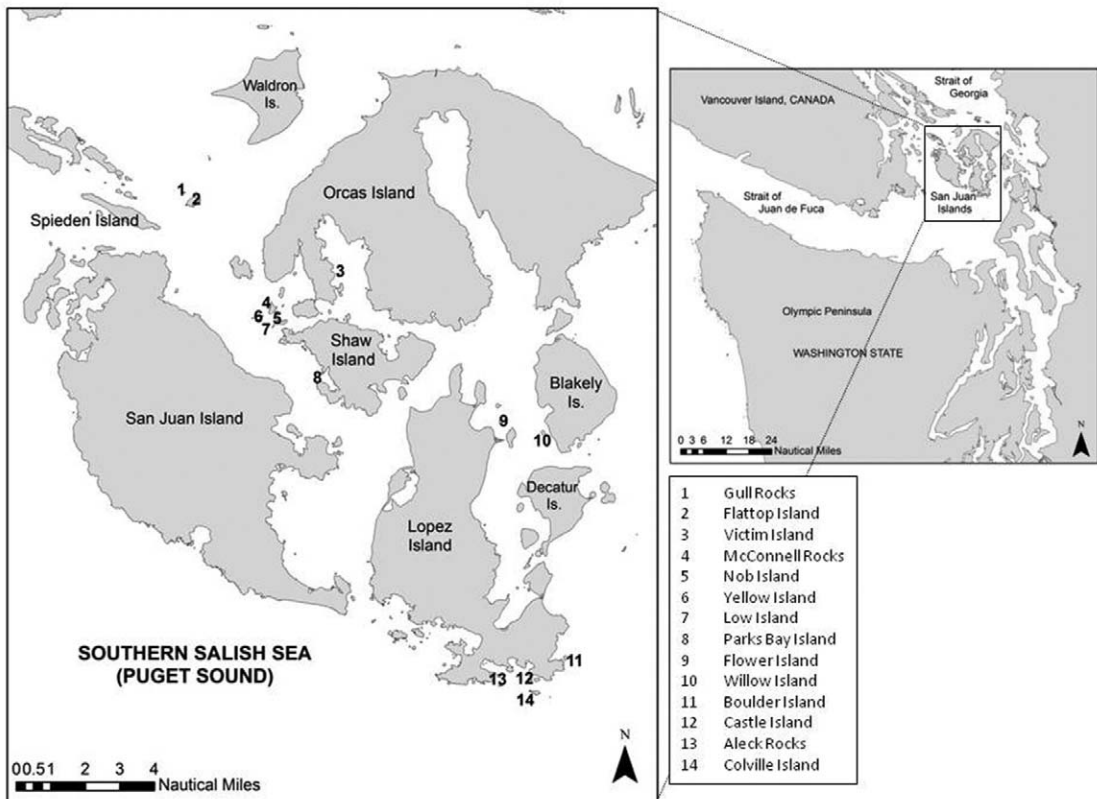 Waldron
Is.
Orcas Island
1
2
Spieden Island
3
4
6
5
7
Shaw
Island
8
San Juan Island
Blakely
Is.
9
10
Decatur
Is.
Lopez
Island
SOUTHERN SALISH SEA
(PUGET SOUND)
11
13
12
14
N
00.51 2 3 4
Nautical Miles
Strait of
Georgia
Vancouver Island, CANADA
San Juan
Islands
Strait of
Juan de Fuca
Olympic Peninsula
WASHINGTON STATE
N
0 3 6 12 18 24
Nautical Miles
1 Gull Rocks
2 Flattop Island
3 Victim Island
4 McConnell Rocks
5 Nob Island
6 Yellow Island
7 Low Island
8 Parks Bay Island
9 Flower Island
10 Willow Island
11 Boulder Island
12 Castle Island
13 Aleck Rocks
14 Colville Island